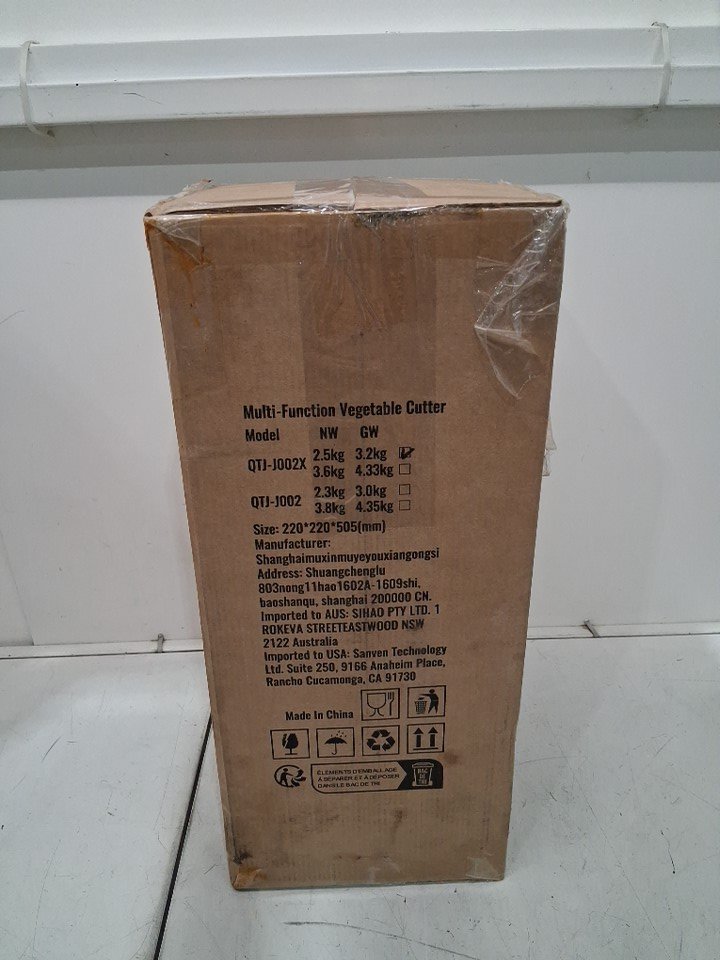 Multi-Function Vegetable Cutter
Model NW GW
QTJ-J002X 2.5kg 3.2kg
3.6kg 4.33kg
QTJ-J002 2.3kg 3.0kg
3.8kg 4.35kg
Size: 220*220*505(mm)
Manufacturer:
Shanghaimuxinmuyeyouxiangongsi
Address: Shuangchenglu
803nong11hao1602A-1609shi,
baoshanqu, shanghai 200000 CN.
Imported to AUS: SIHAO PTY LTD. 1
ROKEVA STREETEASTWOOD NSW
2122 Australia
Imported to USA: Sanven Technology
Ltd. Suite 250, 9166 Anaheim Place,
Rancho Cucamonga, CA 91730
Made In China
ÉLÉMENTS D'EMBALLAGE
À SÉPARER ET À DÉPOSER
DANS LE BAC DE TRI
BAC
DE
TRI